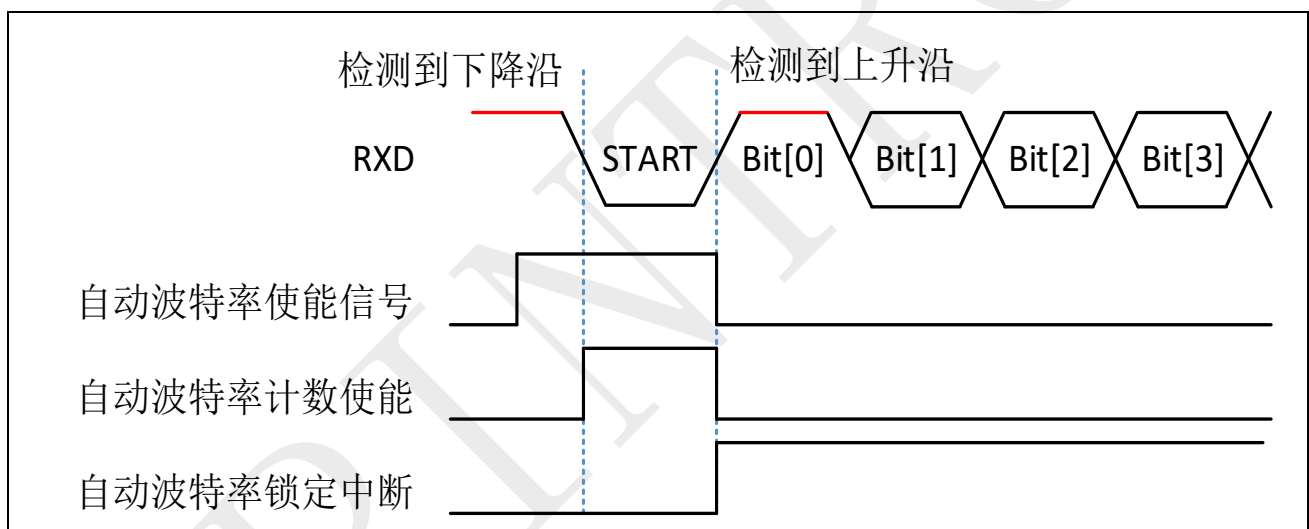 检测到下降沿 检测到上升沿
RXD START Bit[0] Bit[1] Bit[2] Bit[3]
自动波特率使能信号
自动波特率计数使能
自动波特率锁定中断